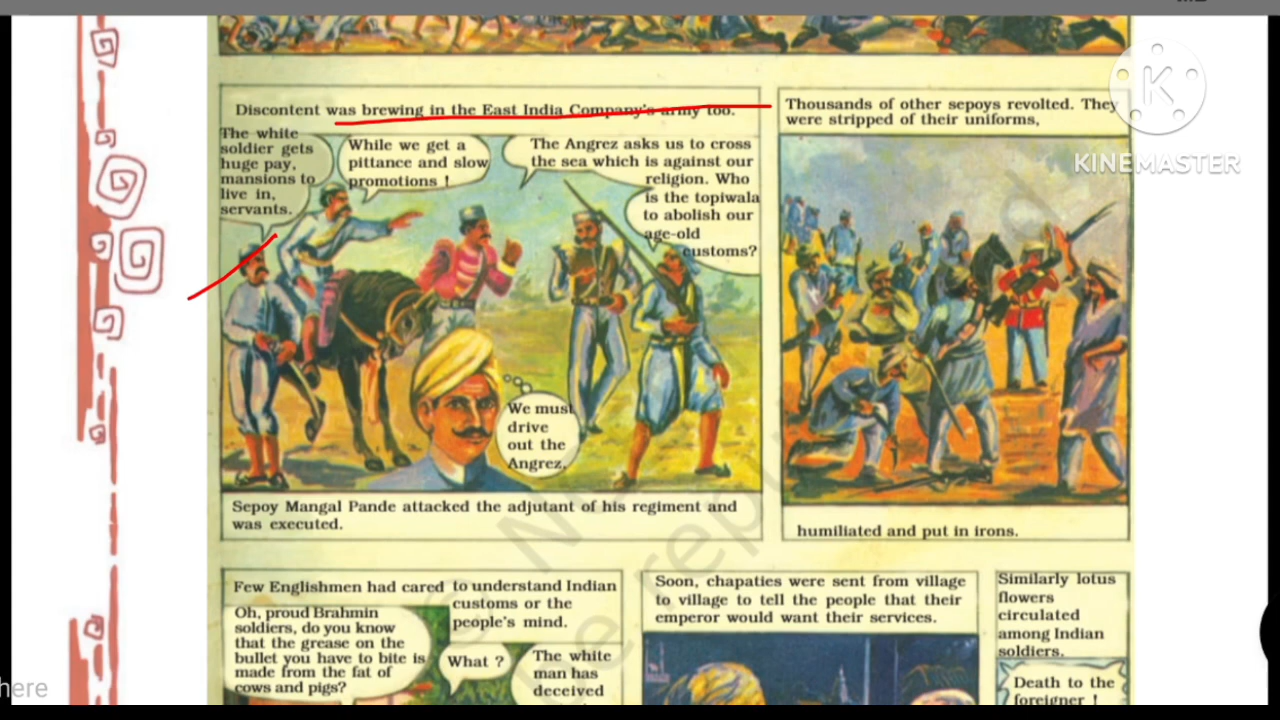 K
KINEMASTER
Discontent was brewing in the East India Company's army too.
The white
soldier gets
huge pay,
mansions to
live in,
servants.
While we get a
pittance and slow
promotions !
The Angrez asks us to cross
the sea which is against our
religion. Who
is the topiwala
to abolish our
age-old
customs?
We must
drive
out the
Angrez.
Sepoy Mangal Pande attacked the adjutant of his regiment and
was executed.
Thousands of other sepoys revolted. They
were stripped of their uniforms,
humiliated and put in irons.
Few Englishmen had cared to understand Indian
customs or the
people's mind.
Oh, proud Brahmin
soldiers, do you know
that the grease on the
bullet you have to bite is
made from the fat of
cows and pigs?
What ?
The white
man has
deceived
Soon, chapaties were sent from village
to village to tell the people that their
emperor would want their services.
Similarly lotus
flowers
circulated
among Indian
soldiers.
Death to the
foreigner !
here